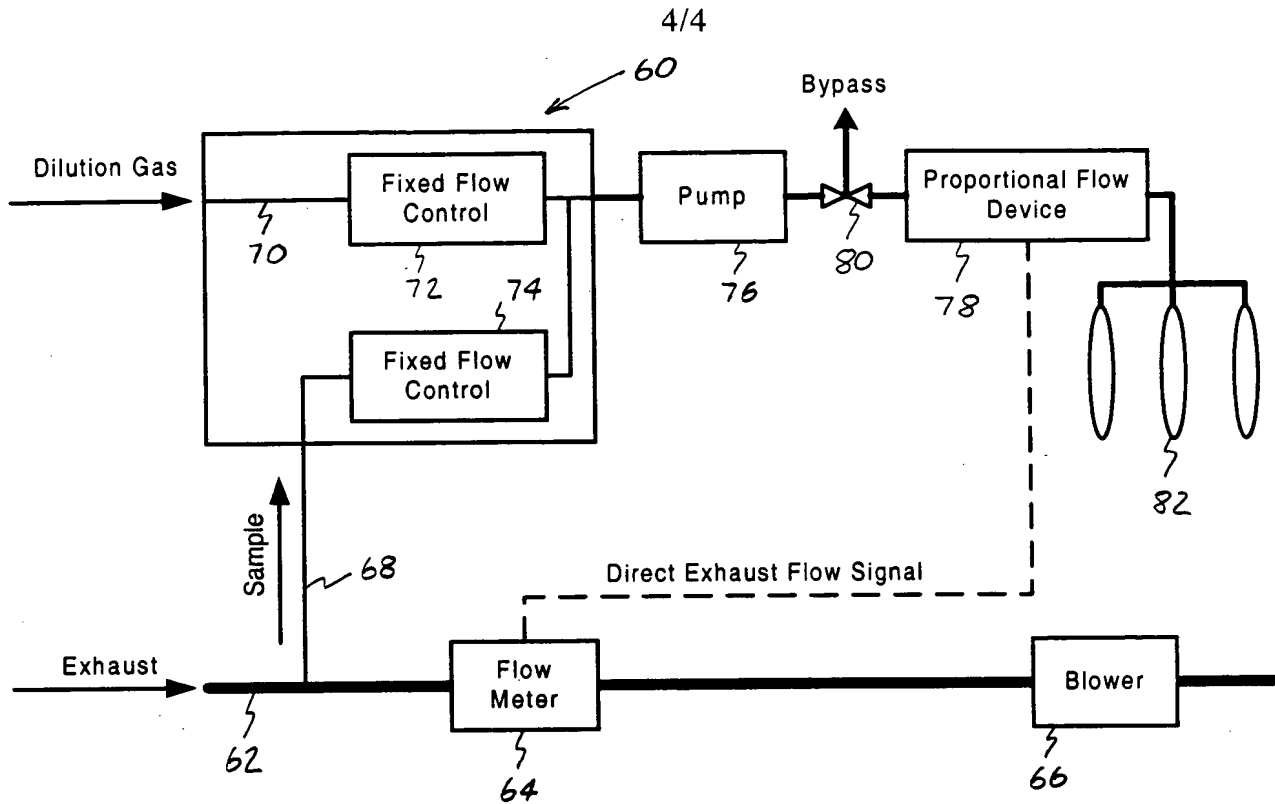 4/4
60
Bypass
Dilution Gas
Fixed Flow
Control
Pump
Proportional Flow
Device
70
72
74
76
80
78
Fixed Flow
Control
82
Sample
68
Direct Exhaust Flow Signal
Exhaust
Flow
Meter
Blower
62
64
66